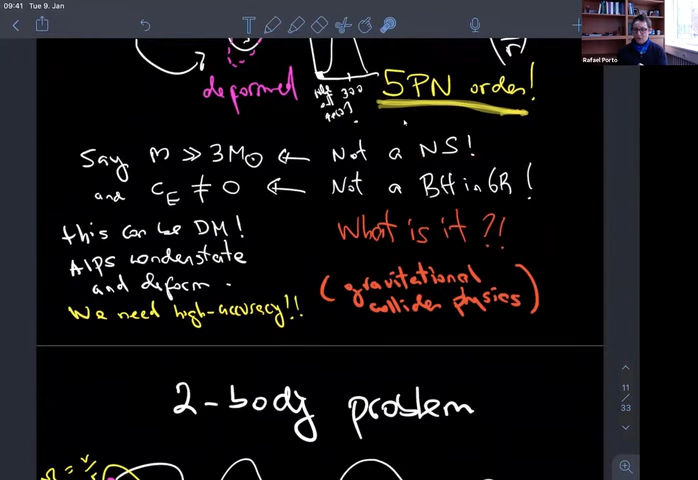 09:41 Tue 9. Jan
Rafael Porto
deformed
300
5PN order!
Say M ≫ 3M⊙ ← Not a NS!
and C_E ≠ 0 ← Not a BH in GR!
this can be DM!
What is it?!
ALPS condensate
and deform.
(gravitational
collider physics)
We need high-accuracy!!
11
/
33
2-body problem